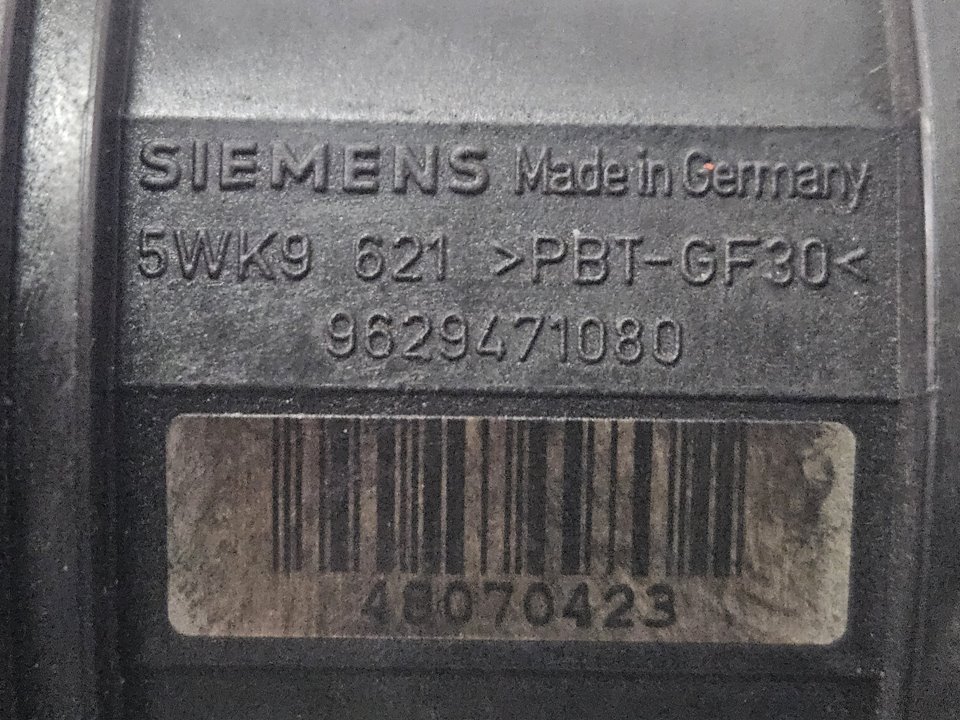 SIEMENS Made in Germany
5WK9 621 >PBT-GF30<
9629471080
48070423